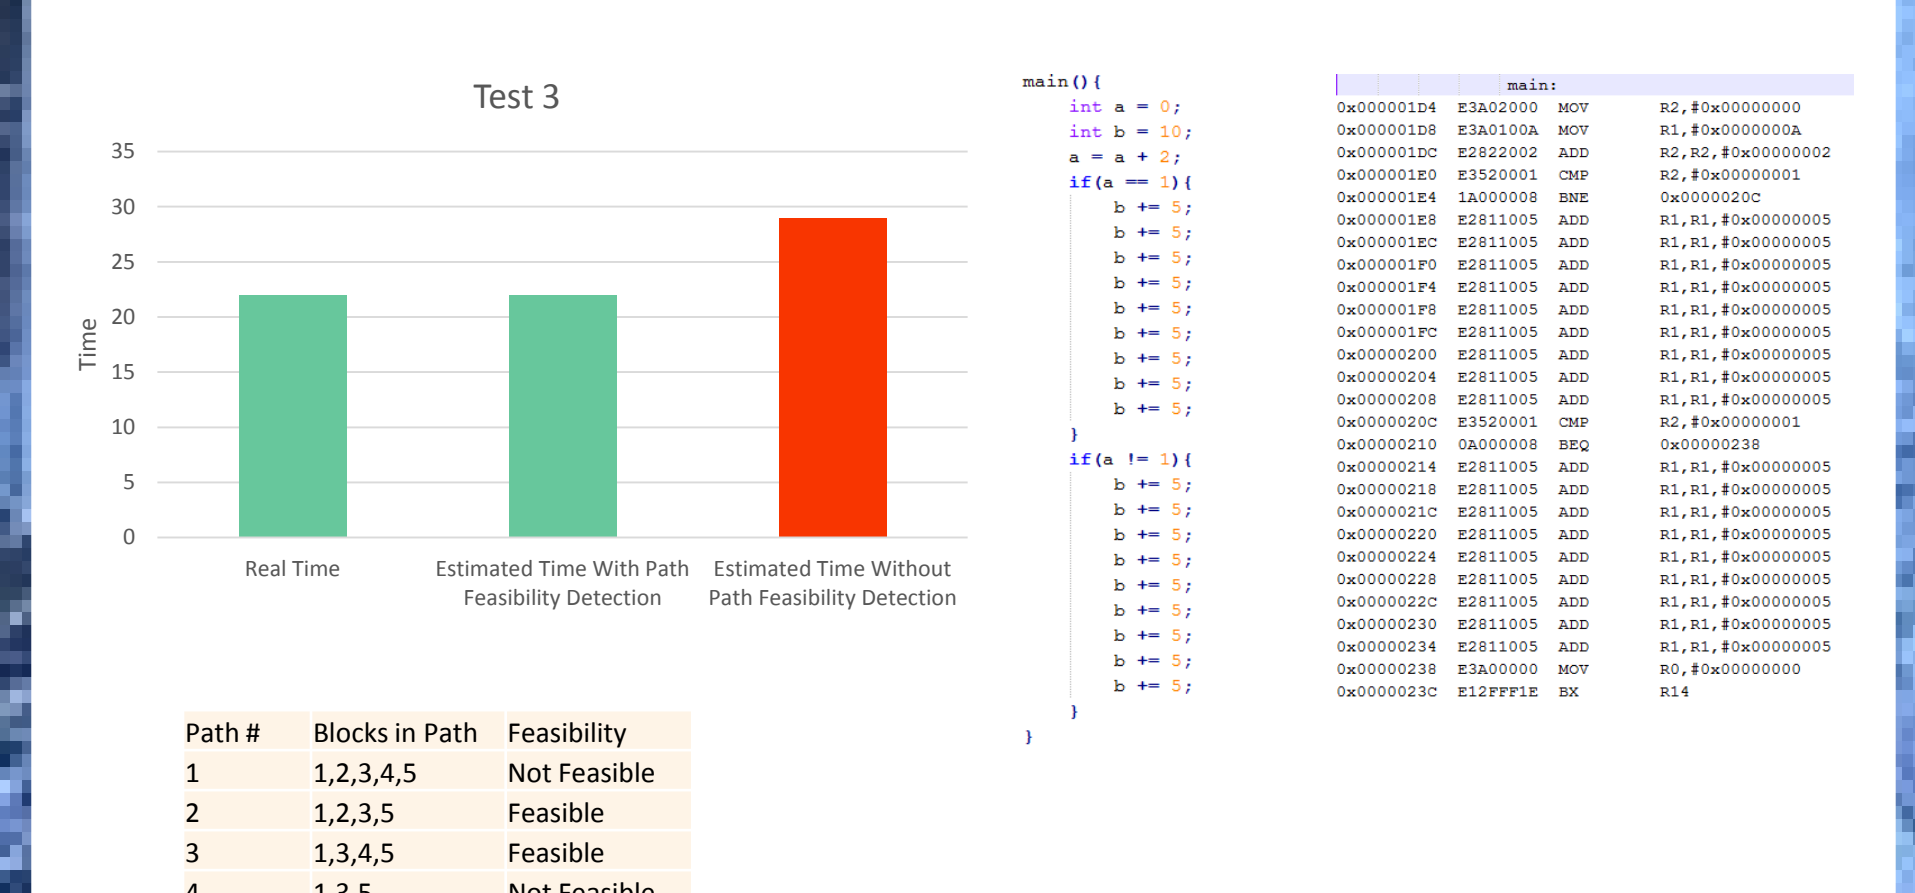 Test 3
35
30
25
20
15
10
5
0
Time
Real Time
Estimated Time With Path
Feasibility Detection
Estimated Time Without
Path Feasibility Detection
Path # Blocks in Path Feasibility
1 1,2,3,4,5 Not Feasible
2 1,2,3,5 Feasible
3 1,3,4,5 Feasible
4 1,3,5 Not Feasible
main(){
int a = 0;
int b = 10;
a = a + 2;
if(a == 1){
b += 5;
b += 5;
b += 5;
b += 5;
b += 5;
b += 5;
b += 5;
b += 5;
b += 5;
}
if(a != 1){
b += 5;
b += 5;
b += 5;
b += 5;
b += 5;
b += 5;
b += 5;
b += 5;
b += 5;
}
}
main:
0x000001D4 E3A02000 MOV R2,#0x00000000
0x000001D8 E3A0100A MOV R1,#0x0000000A
0x000001DC E2822002 ADD R2,R2,#0x00000002
0x000001E0 E3520001 CMP R2,#0x00000001
0x000001E4 1A000008 BNE 0x0000020C
0x000001E8 E2811005 ADD R1,R1,#0x00000005
0x000001EC E2811005 ADD R1,R1,#0x00000005
0x000001F0 E2811005 ADD R1,R1,#0x00000005
0x000001F4 E2811005 ADD R1,R1,#0x00000005
0x000001F8 E2811005 ADD R1,R1,#0x00000005
0x000001FC E2811005 ADD R1,R1,#0x00000005
0x00000200 E2811005 ADD R1,R1,#0x00000005
0x00000204 E2811005 ADD R1,R1,#0x00000005
0x00000208 E2811005 ADD R1,R1,#0x00000005
0x0000020C E3520001 CMP R2,#0x00000001
0x00000210 0A000008 BEQ 0x00000238
0x00000214 E2811005 ADD R1,R1,#0x00000005
0x00000218 E2811005 ADD R1,R1,#0x00000005
0x0000021C E2811005 ADD R1,R1,#0x00000005
0x00000220 E2811005 ADD R1,R1,#0x00000005
0x00000224 E2811005 ADD R1,R1,#0x00000005
0x00000228 E2811005 ADD R1,R1,#0x00000005
0x0000022C E2811005 ADD R1,R1,#0x00000005
0x00000230 E2811005 ADD R1,R1,#0x00000005
0x00000234 E2811005 ADD R1,R1,#0x00000005
0x00000238 E3A00000 MOV R0,#0x00000000
0x0000023C E12FFF1E BX R14